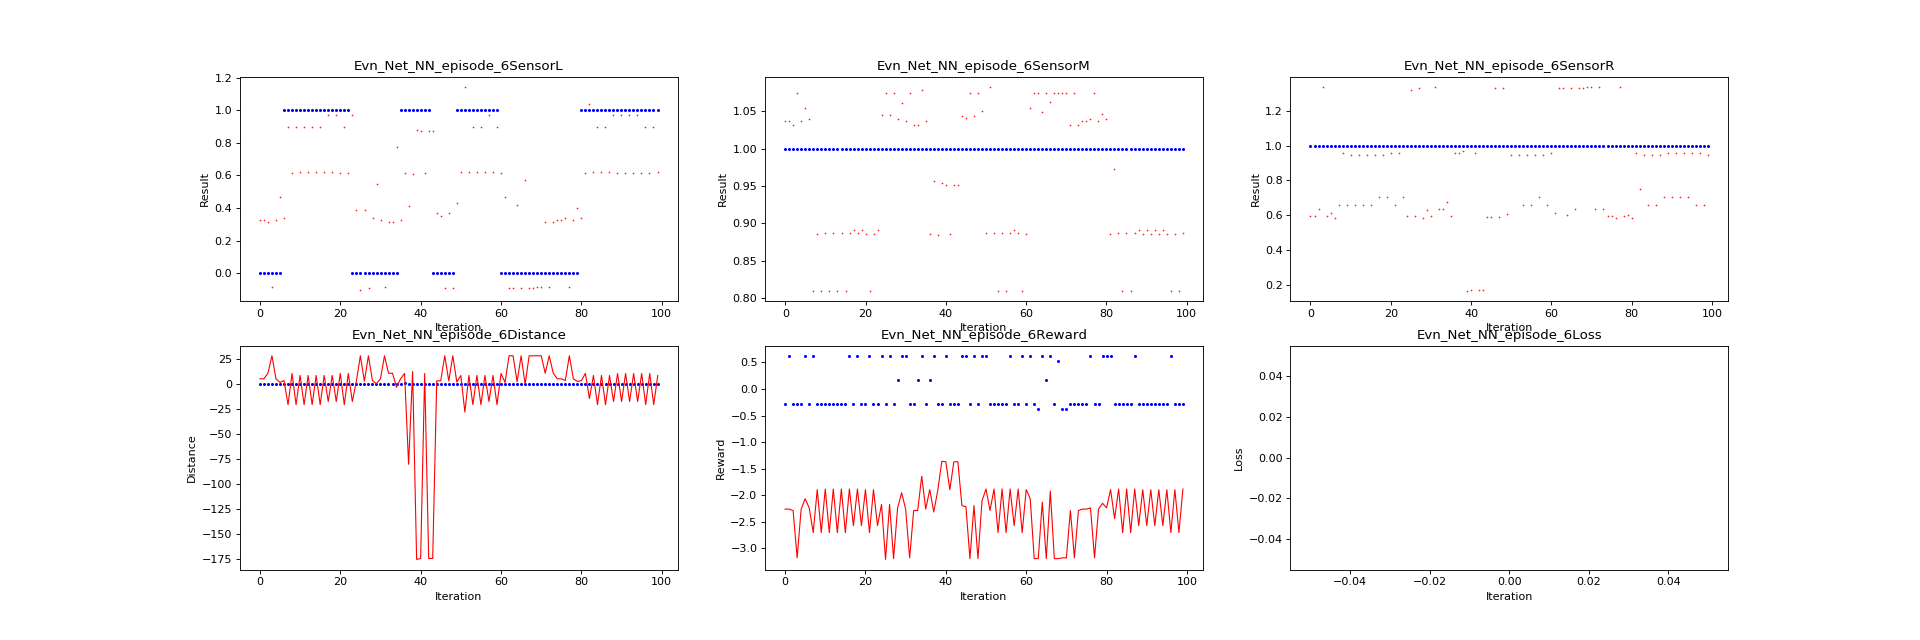 Evn_Net_NN_episode_6SensorL
Result
1.2
1.0
0.8
0.6
0.4
0.2
0.0
0 20 40 60 80 100
Iteration
Evn_Net_NN_episode_6SensorM
Result
1.05
1.00
0.95
0.90
0.85
0.80
0 20 40 60 80 100
Iteration
Evn_Net_NN_episode_6SensorR
Result
1.2
1.0
0.8
0.6
0.4
0.2
0 20 40 60 80 100
Iteration
Evn_Net_NN_episode_6Distance
Distance
25
0
−25
−50
−75
−100
−125
−150
−175
0 20 40 60 80 100
Iteration
Evn_Net_NN_episode_6Reward
Reward
0.5
0.0
−0.5
−1.0
−1.5
−2.0
−2.5
−3.0
0 20 40 60 80 100
Iteration
Evn_Net_NN_episode_6Loss
Loss
0.04
0.02
0.00
−0.02
−0.04
−0.04 −0.02 0.00 0.02 0.04
Iteration